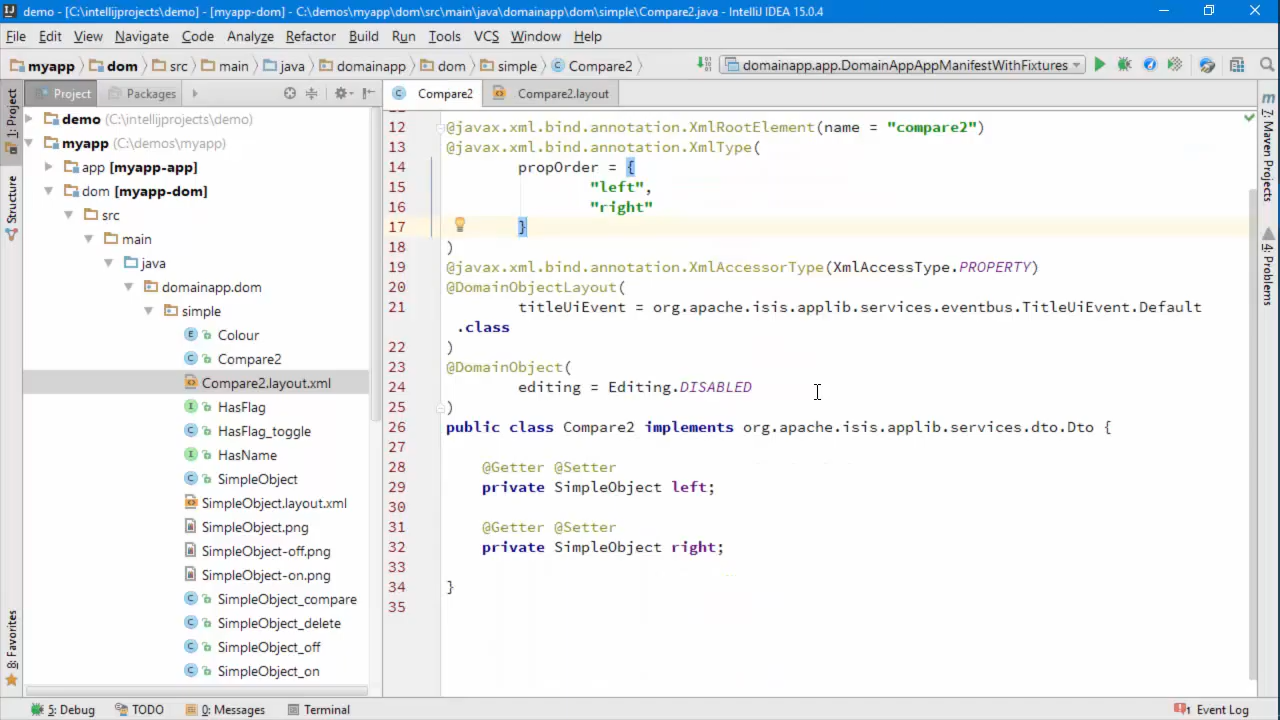 demo - [C:\intellijprojects\demo] - [myapp-dom] - C:\demos\myapp\dom\src\main\java\domainapp\dom\simple\Compare2.java - IntelliJ IDEA 15.0.4
File Edit View Navigate Code Analyze Refactor Build Run Tools VCS Window Help
myapp dom src main java domainapp dom simple Compare2 domainapp.app.DomainAppAppManifestWithFixtures
Project Packages
Compare2 Compare2.layout.xml
1: Project
Structure
8: Favorites
demo (C:\intellijprojects\demo)
myapp (C:\demos\myapp)
app [myapp-app]
dom [myapp-dom]
src
main
java
domainapp.dom
simple
Colour
Compare2
Compare2.layout.xml
HasFlag
HasFlag_toggle
HasName
SimpleObject
SimpleObject.layout.xml
SimpleObject.png
SimpleObject-off.png
SimpleObject-on.png
SimpleObject_compare
SimpleObject_delete
SimpleObject_off
SimpleObject_on
12 @javax.xml.bind.annotation.XmlRootElement(name = "compare2")
13 @javax.xml.bind.annotation.XmlType(
14 propOrder = {
15 "left",
16 "right"
17 }
18 )
19 @javax.xml.bind.annotation.XmlAccessorType(XmlAccessType.PROPERTY)
20 @DomainObjectLayout(
21 titleUiEvent = org.apache.isis.applib.services.eventbus.TitleUiEvent.Default
.class
22 )
23 @DomainObject(
24 editing = Editing.DISABLED
25 )
26 public class Compare2 implements org.apache.isis.applib.services.dto.Dto {
27
28 @Getter @Setter
29 private SimpleObject left;
30
31 @Getter @Setter
32 private SimpleObject right;
33
34 }
35
m
7: Maven Projects
4: Problems
5: Debug TODO 0: Messages Terminal 1 Event Log